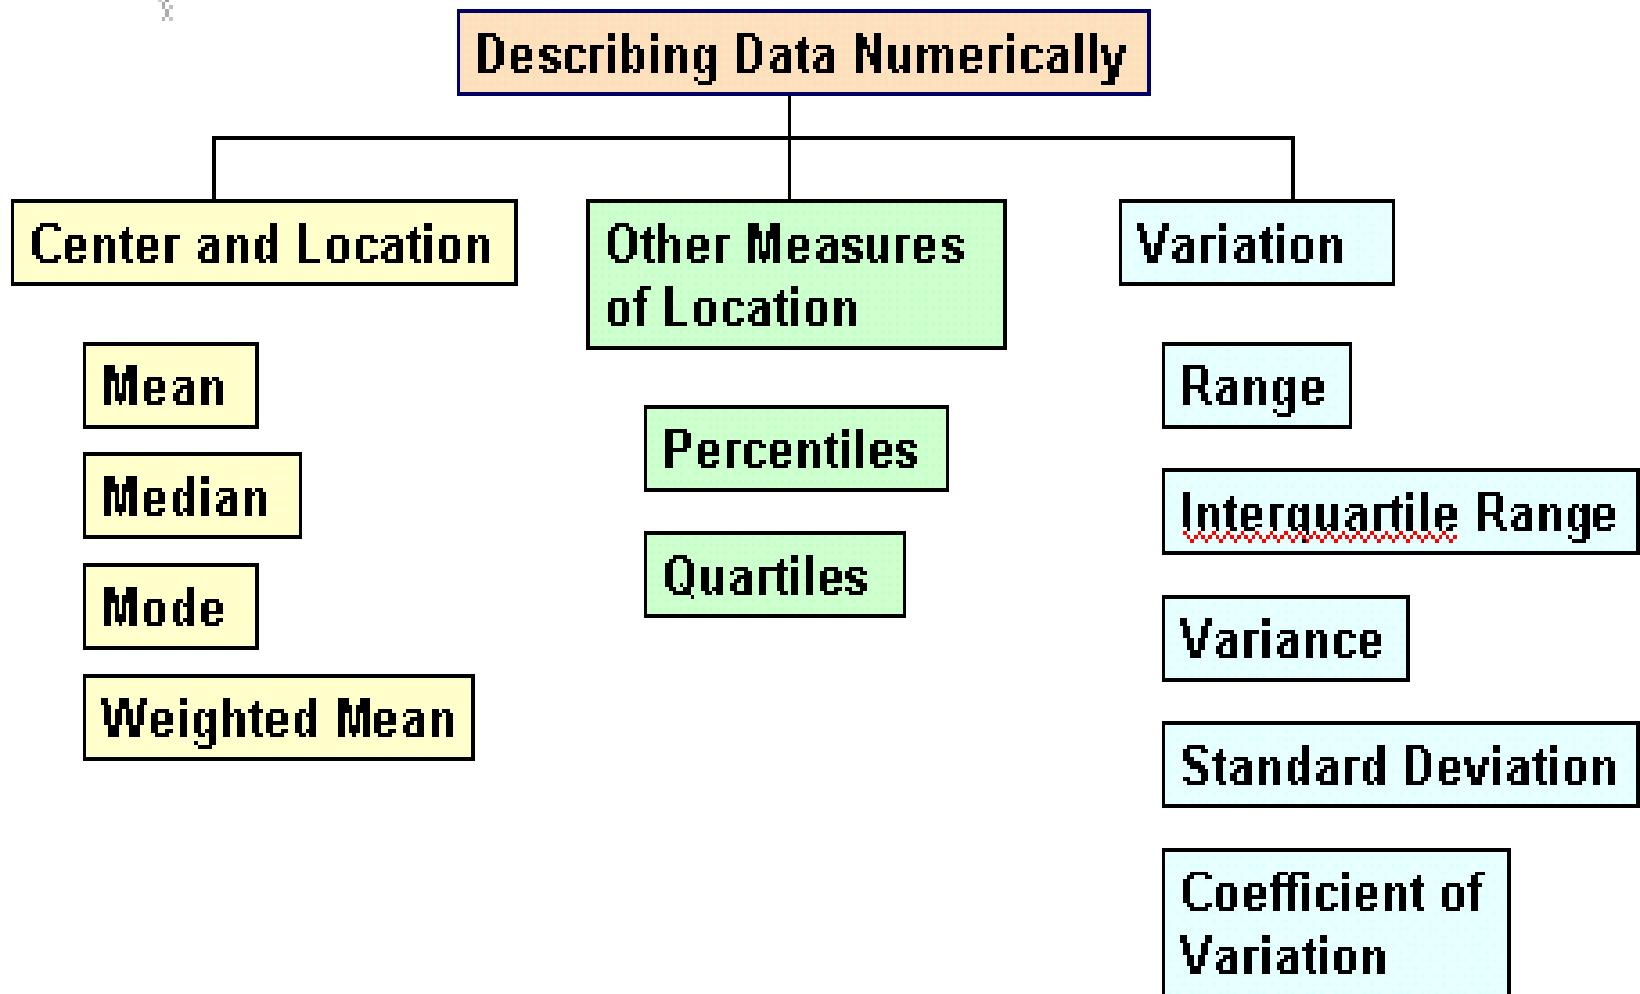 Describing Data Numerically
Center and Location
Mean
Median
Mode
Weighted Mean
Other Measures
of Location
Percentiles
Quartiles
Variation
Range
Interquartile Range
Variance
Standard Deviation
Coefficient of
Variation